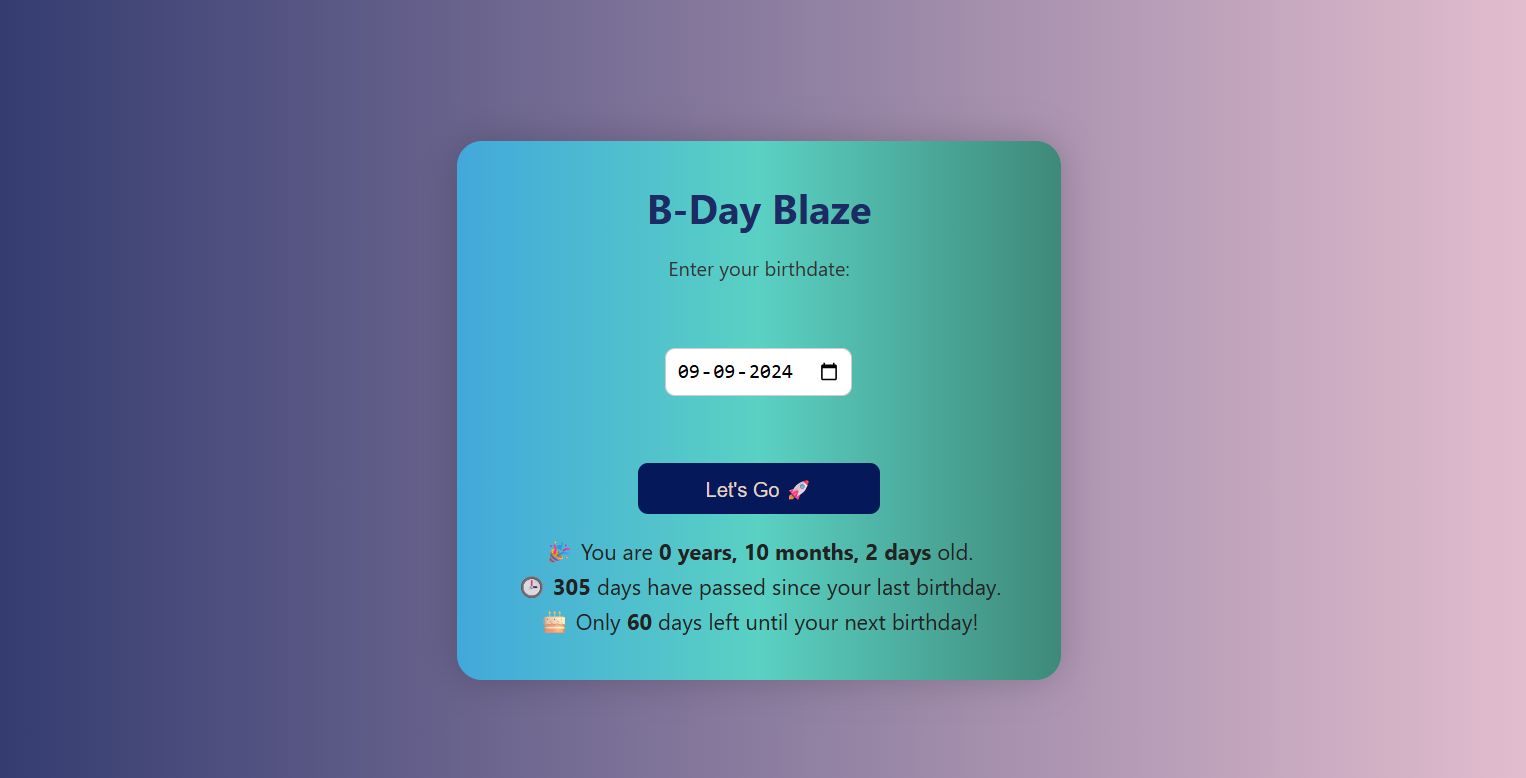 B-Day Blaze
Enter your birthdate:
09-09-2024
Let's Go 🚀
🎉 You are 0 years, 10 months, 2 days old.
🕒 305 days have passed since your last birthday.
🎂 Only 60 days left until your next birthday!